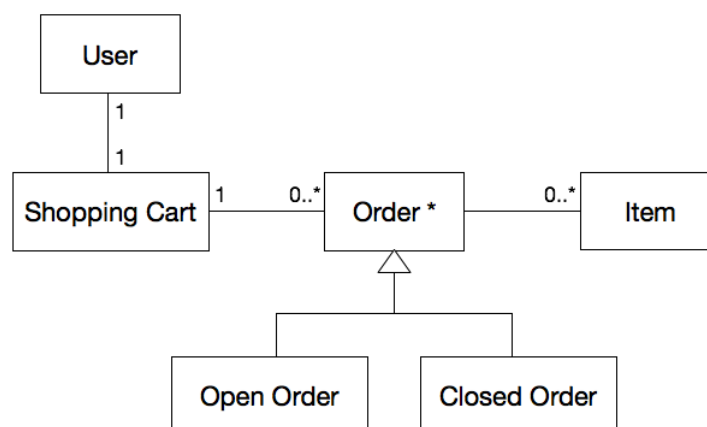 User
1
1
Shopping Cart
1
0..*
Order *
0..*
Item
Open Order
Closed Order